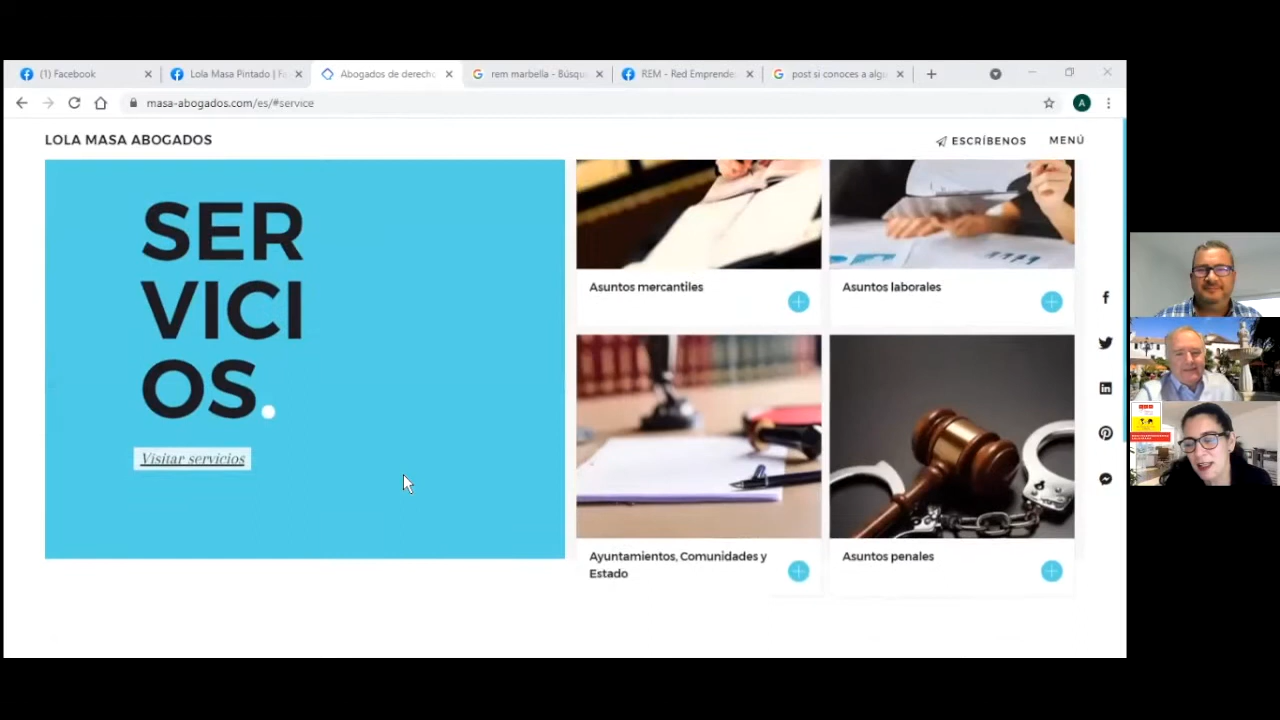 (1) Facebook
Lola Masa Pintado | Fa
Abogados de derecho
rem marbella - Búsqu
REM - Red Emprende
post si conoces a algu
masa-abogados.com/es/#service
A
LOLA MASA ABOGADOS
ESCRÍBENOS
MENÚ
SER
VICI
OS.
Visitar servicios
Asuntos mercantiles
Asuntos laborales
Ayuntamientos, Comunidades y
Estado
Asuntos penales